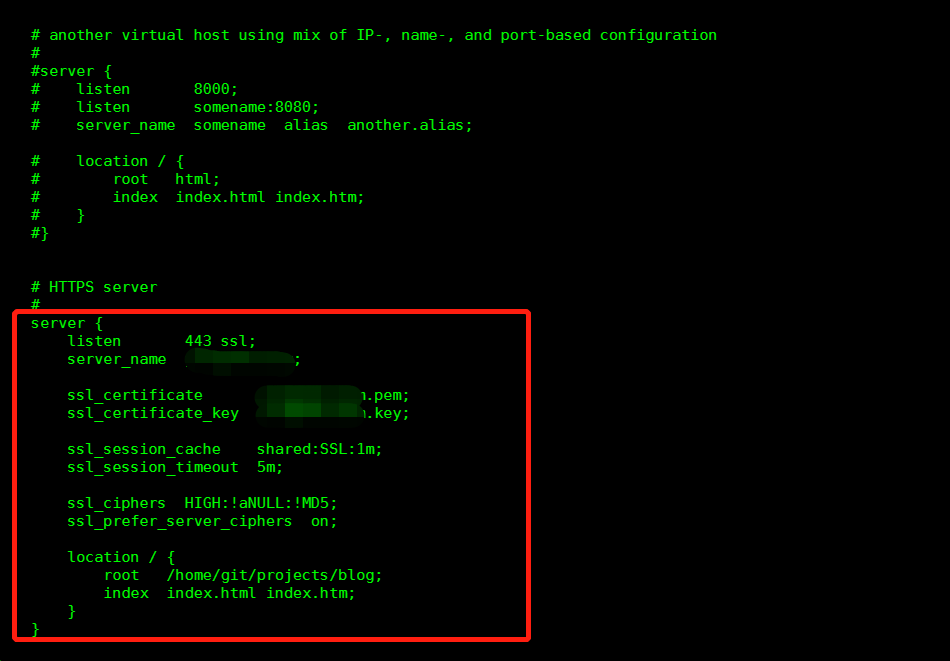 # another virtual host using mix of IP-, name-, and port-based configuration
#
#server {
#    listen       8000;
#    listen       somename:8080;
#    server_name  somename  alias  another.alias;
#    location / {
#        root   html;
#        index  index.html index.htm;
#    }
#}
# HTTPS server
#
server {
    listen       443 ssl;
    server_name  ;
    ssl_certificate      .pem;
    ssl_certificate_key  .key;
    ssl_session_cache    shared:SSL:1m;
    ssl_session_timeout  5m;
    ssl_ciphers  HIGH:!aNULL:!MD5;
    ssl_prefer_server_ciphers  on;
    location / {
        root   /home/git/projects/blog;
        index  index.html index.htm;
    }
}